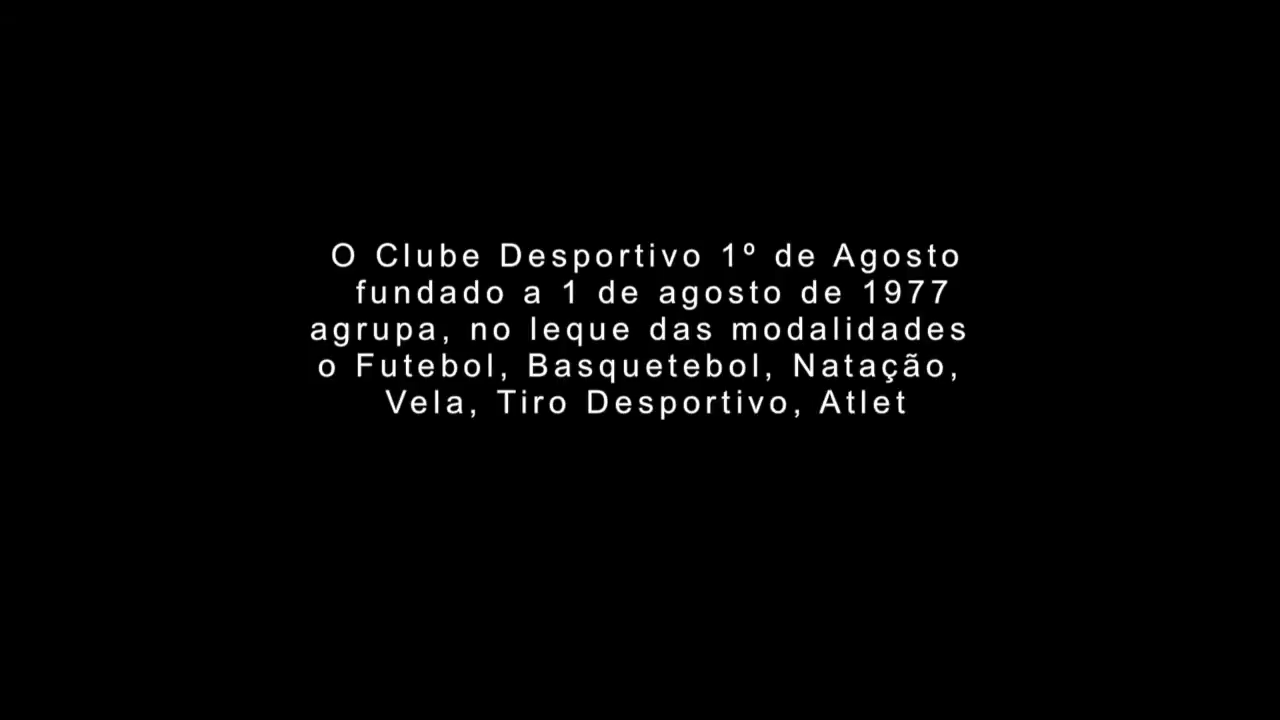 O Clube Desportivo 1º de Agosto
fundado a 1 de agosto de 1977
agrupa, no leque das modalidades
o Futebol, Basquetebol, Natação,
Vela, Tiro Desportivo, Atlet